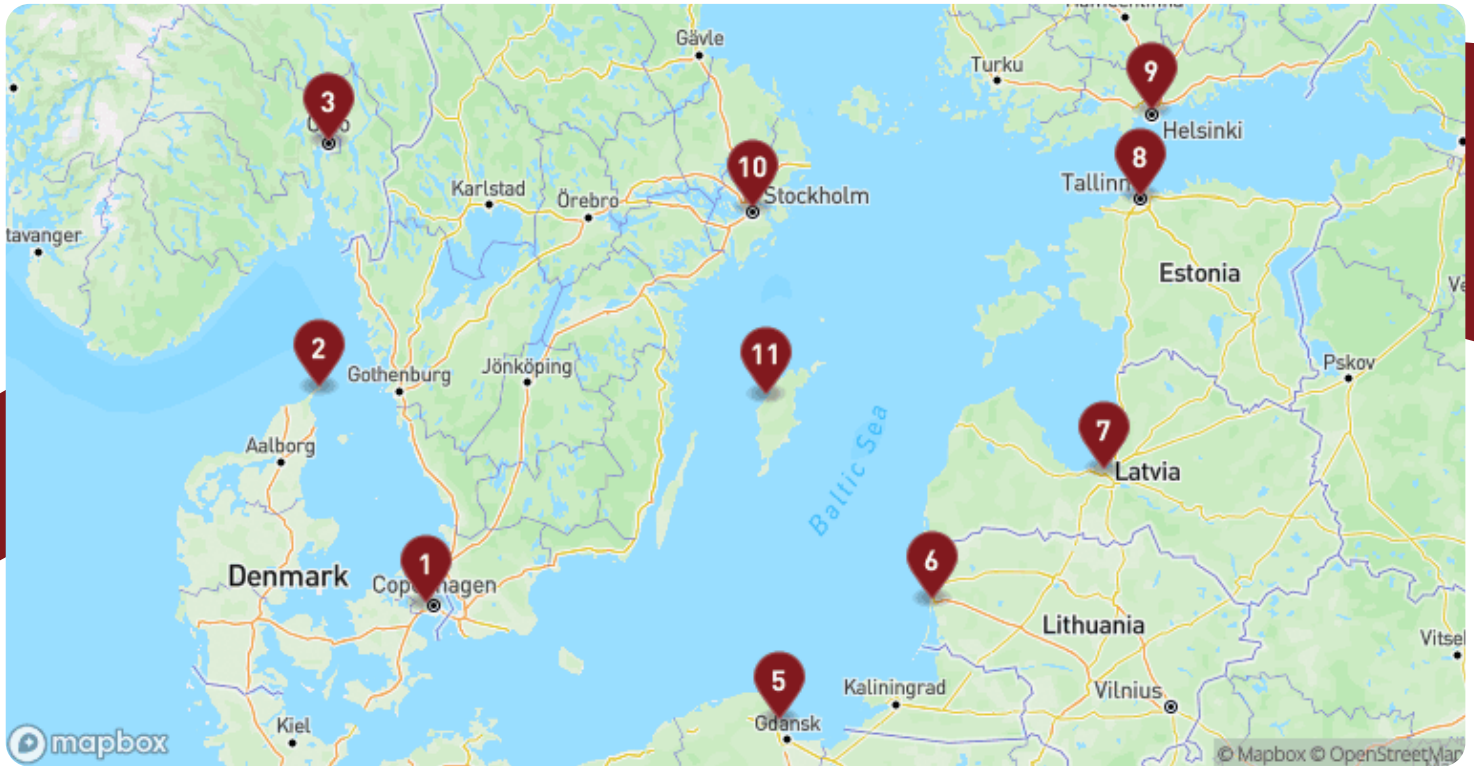 Gävle
Turku
9
Helsinki
3
8
Tallinn
10
Stockholm
Karlstad
Örebro
tavanger
Estonia
2
Gothenburg
Jönköping
11
Pskov
Aalborg
Baltic Sea
7
Latvia
1
Copenhagen
Denmark
6
Lithuania
Vitse
5
Kaliningrad
Vilnius
Gdansk
Kiel
mapbox
© Mapbox © OpenStreetMap